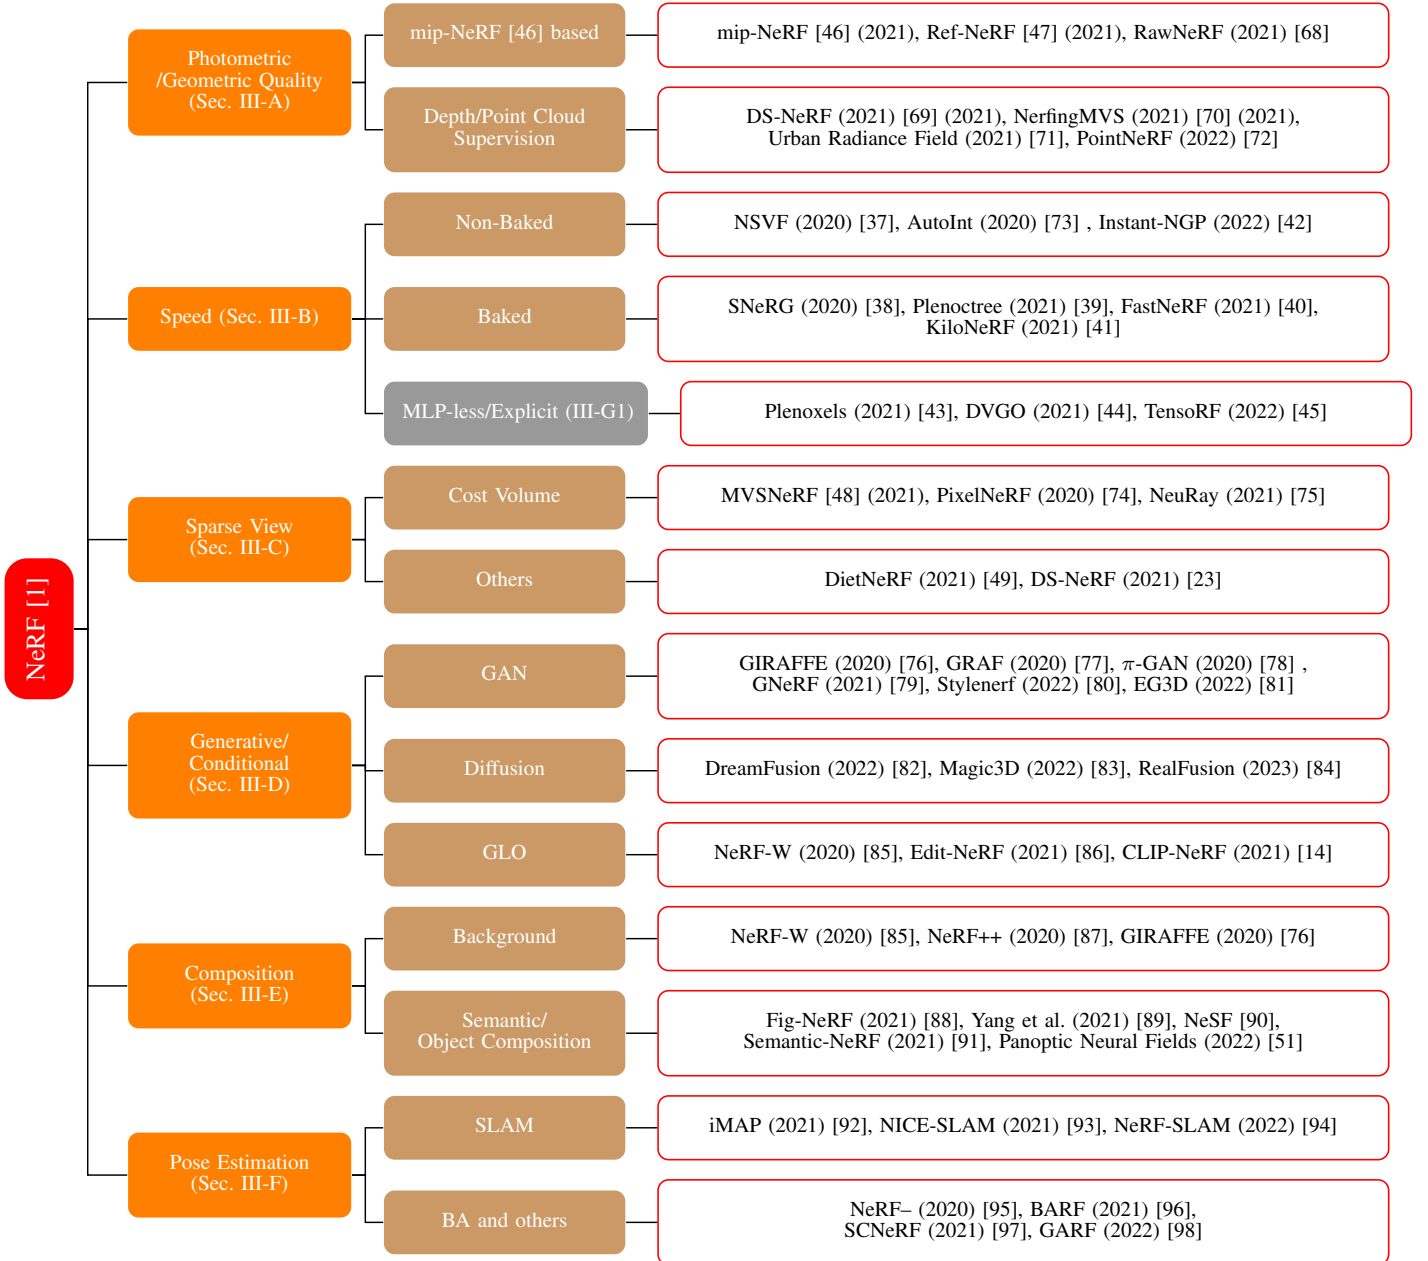 NeRF [1]
Photometric
/Geometric Quality
(Sec. III-A)
mip-NeRF [46] based
mip-NeRF [46] (2021), Ref-NeRF [47] (2021), RawNeRF (2021) [68]
Depth/Point Cloud
Supervision
DS-NeRF (2021) [69] (2021), NerfingMVS (2021) [70] (2021),
Urban Radiance Field (2021) [71], PointNeRF (2022) [72]
Speed (Sec. III-B)
Non-Baked
NSVF (2020) [37], AutoInt (2020) [73] , Instant-NGP (2022) [42]
Baked
SNeRG (2020) [38], Plenoctree (2021) [39], FastNeRF (2021) [40],
KiloNeRF (2021) [41]
MLP-less/Explicit (III-G1)
Plenoxels (2021) [43], DVGO (2021) [44], TensoRF (2022) [45]
Sparse View
(Sec. III-C)
Cost Volume
MVSNeRF [48] (2021), PixelNeRF (2020) [74], NeuRay (2021) [75]
Others
DietNeRF (2021) [49], DS-NeRF (2021) [23]
Generative/
Conditional
(Sec. III-D)
GAN
GIRAFFE (2020) [76], GRAF (2020) [77], π-GAN (2020) [78] ,
GNeRF (2021) [79], Stylenerf (2022) [80], EG3D (2022) [81]
Diffusion
DreamFusion (2022) [82], Magic3D (2022) [83], RealFusion (2023) [84]
GLO
NeRF-W (2020) [85], Edit-NeRF (2021) [86], CLIP-NeRF (2021) [14]
Composition
(Sec. III-E)
Background
NeRF-W (2020) [85], NeRF++ (2020) [87], GIRAFFE (2020) [76]
Semantic/
Object Composition
Fig-NeRF (2021) [88], Yang et al. (2021) [89], NeSF [90],
Semantic-NeRF (2021) [91], Panoptic Neural Fields (2022) [51]
Pose Estimation
(Sec. III-F)
SLAM
iMAP (2021) [92], NICE-SLAM (2021) [93], NeRF-SLAM (2022) [94]
BA and others
NeRF– (2020) [95], BARF (2021) [96],
SCNeRF (2021) [97], GARF (2022) [98]